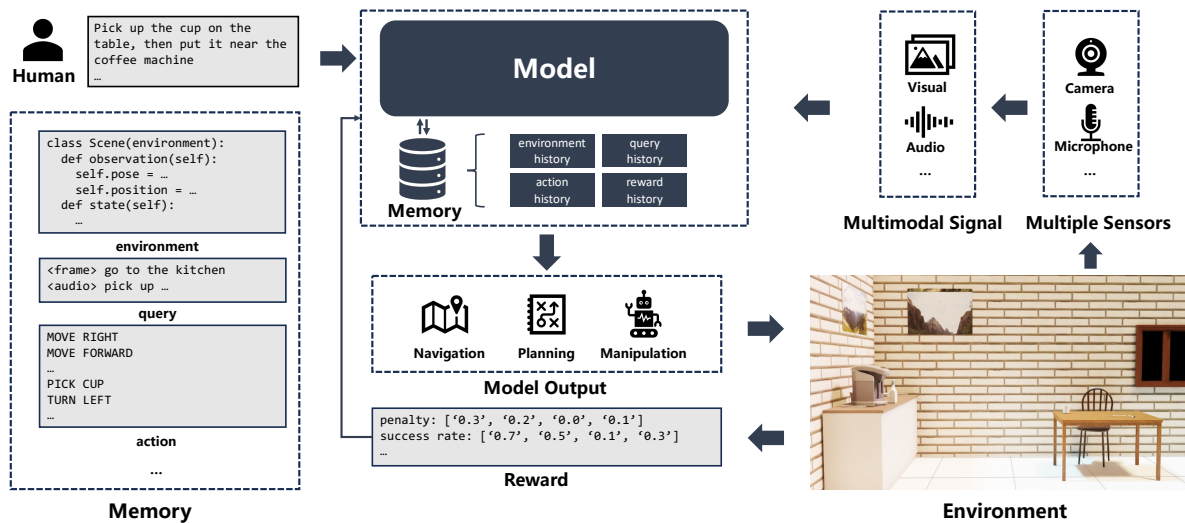 Pick up the cup on the
table, then put it near the
coffee machine
…
Human
Model
environment
history
query
history
action
history
reward
history
Memory
Visual
Audio
…
Multimodal Signal
Camera
Microphone
…
Multiple Sensors
class Scene(environment):
def observation(self):
self.pose = …
self.position = …
def state(self):
…
environment
<frame> go to the kitchen
<audio> pick up …
query
MOVE RIGHT
MOVE FORWARD
…
PICK CUP
TURN LEFT
…
action
…
Memory
Navigation
Planning
Manipulation
Model Output
penalty: [‘0.3’, ‘0.2’, ‘0.0’, ‘0.1’]
success rate: [‘0.7’, ‘0.5’, ‘0.1’, ‘0.3’]
…
Reward
Environment